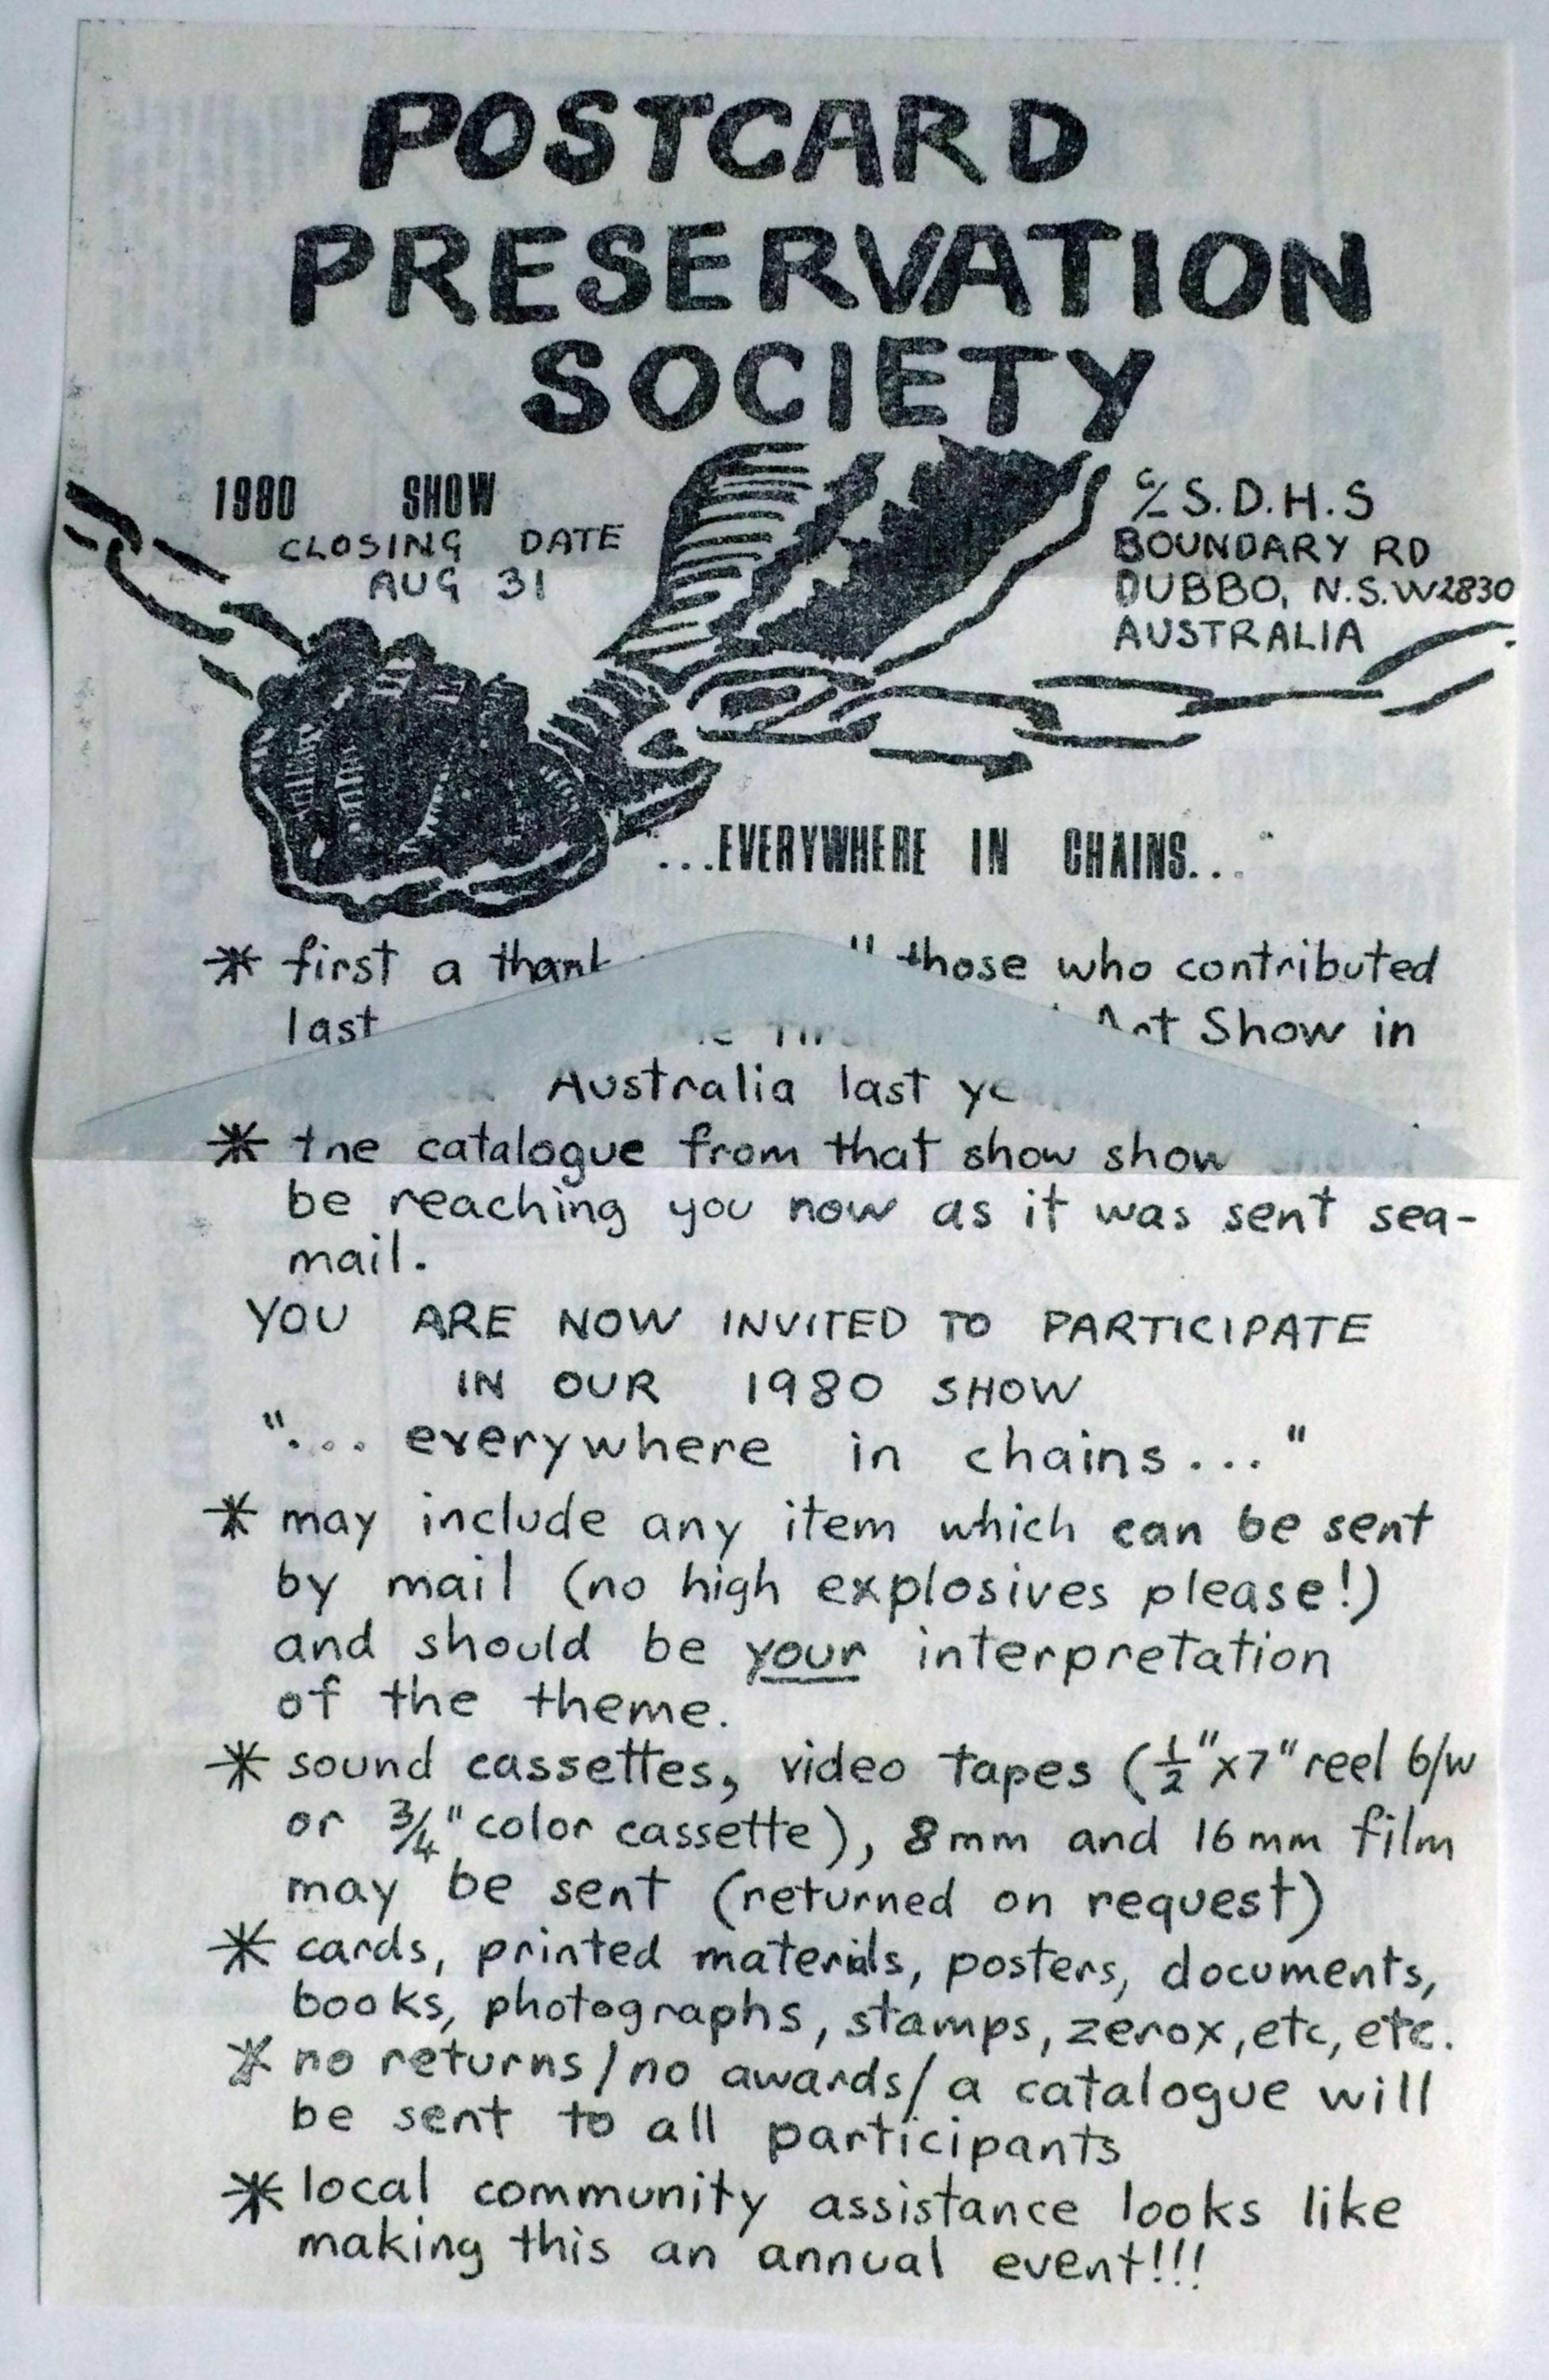 POSTCARD
PRESERVATION
SOCIETY
1980 SHOW
CLOSING DATE
AUG 31
c/- S.D.H.S
BOUNDARY RD
DUBBO, N.S.W 2830
AUSTRALIA
"...EVERYWHERE IN CHAINS..."
* first a those who contributed
last Show in
Australia last
* the catalogue from that show show
be reaching you now as it was sent sea-
mail.
YOU ARE NOW INVITED TO PARTICIPATE
IN OUR 1980 SHOW
"... everywhere in chains..."
* may include any item which can be sent
by mail (no high explosives please!)
and should be your interpretation
of the theme.
* sound cassettes, video tapes (½"x7" reel b/w
or ¾" color cassette), 8mm and 16mm film
may be sent (returned on request)
* cards, printed materials, posters, documents,
books, photographs, stamps, zerox, etc, etc.
* no returns/no awards/a catalogue will
be sent to all participants
* local community assistance looks like
making this an annual event!!!